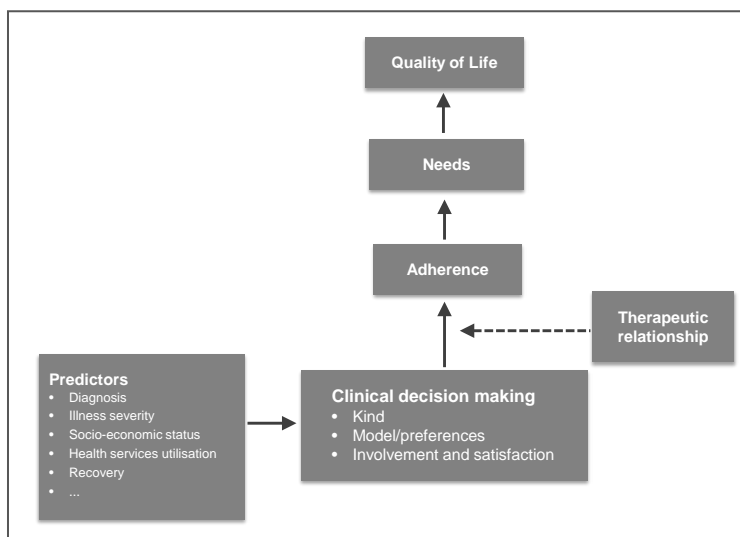 Quality of Life
Needs
Adherence
Therapeutic
relationship
Predictors
• Diagnosis
• Illness severity
• Socio-economic status
• Health services utilisation
• Recovery
• ...
Clinical decision making
• Kind
• Model/preferences
• Involvement and satisfaction